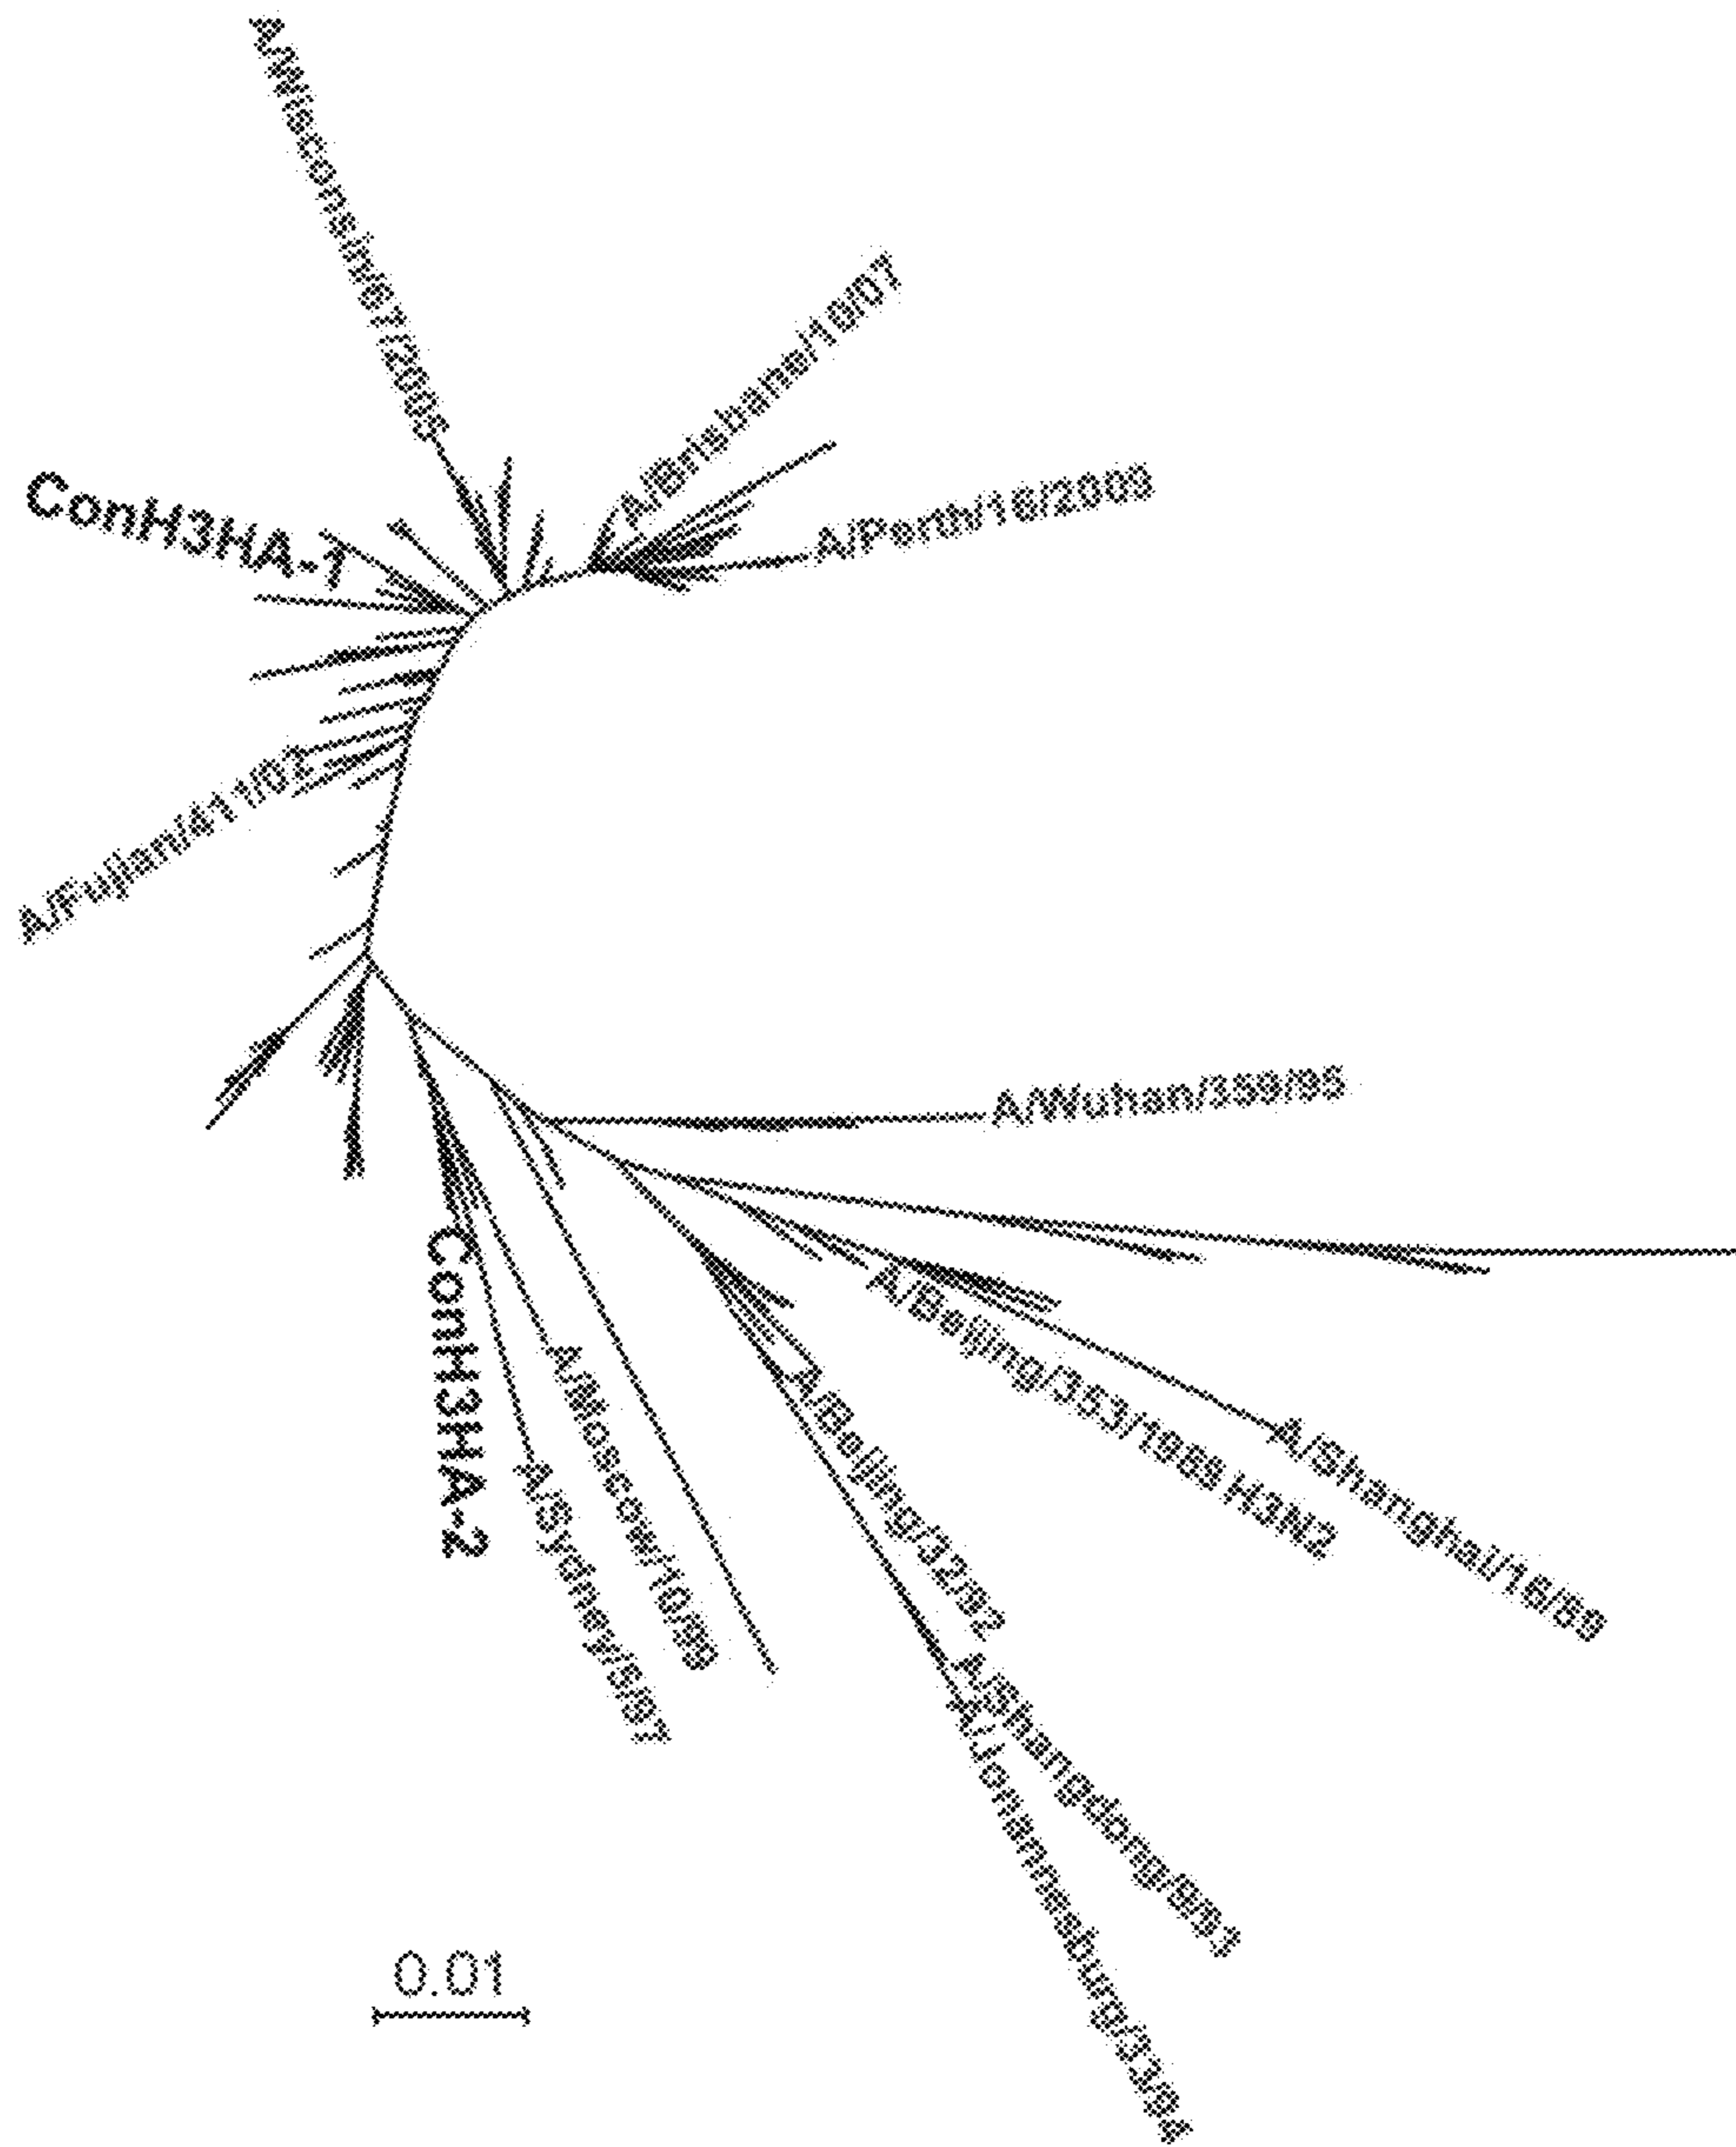 A/Wisconsin/67/2005
A/Brisbane/10/07
A/Perth/16/2009
ConH3HA-1
A/Fujian/411/02
A/Wuhan/359/95
A/Beijing/353/1989 H3N2
A/Shanghai/16/89
A/Beijing/32/92
A/Shangdong/9/93
A/Johannesburg/33/94
ConH3HA-2
A/Moscow/10/99
A/Sydney/5/97
0.01